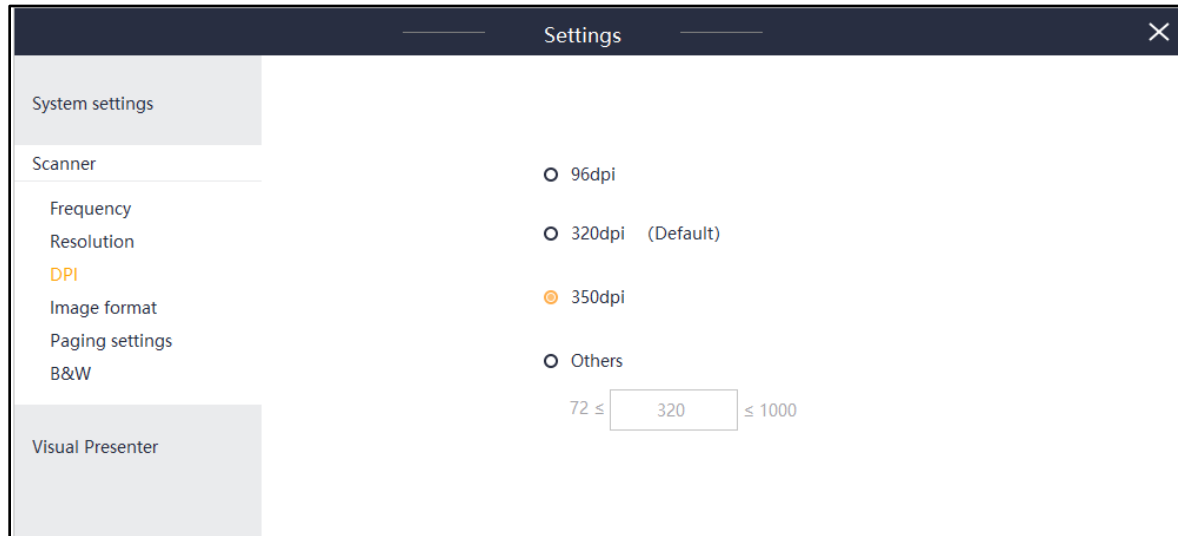 Settings
System settings
Scanner
Frequency
Resolution
DPI
Image format
Paging settings
B&W
Visual Presenter
96dpi
320dpi (Default)
350dpi
Others
72 ≤ 320 ≤ 1000